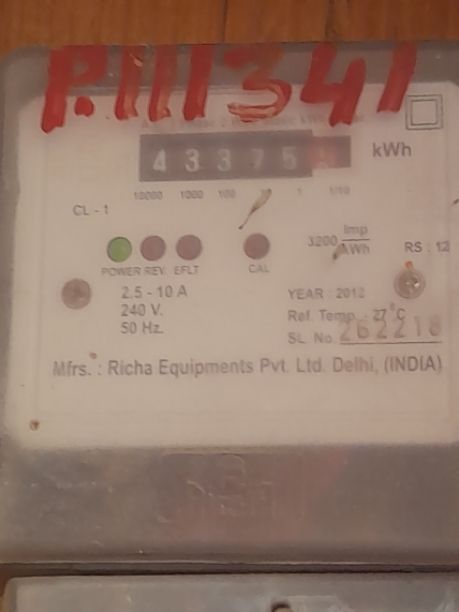 P.111341
kWh
43375
10000 1000 100 10 1 1/10
CL - 1
3200 Imp/kWh
RS : 12
POWER REV. EFLT CAL
2.5 - 10 A
240 V.
50 Hz.
YEAR : 2012
Ref. Temp. : 27°C
SL. No. 262218
Mfrs. : Richa Equipments Pvt. Ltd. Delhi, (INDIA)